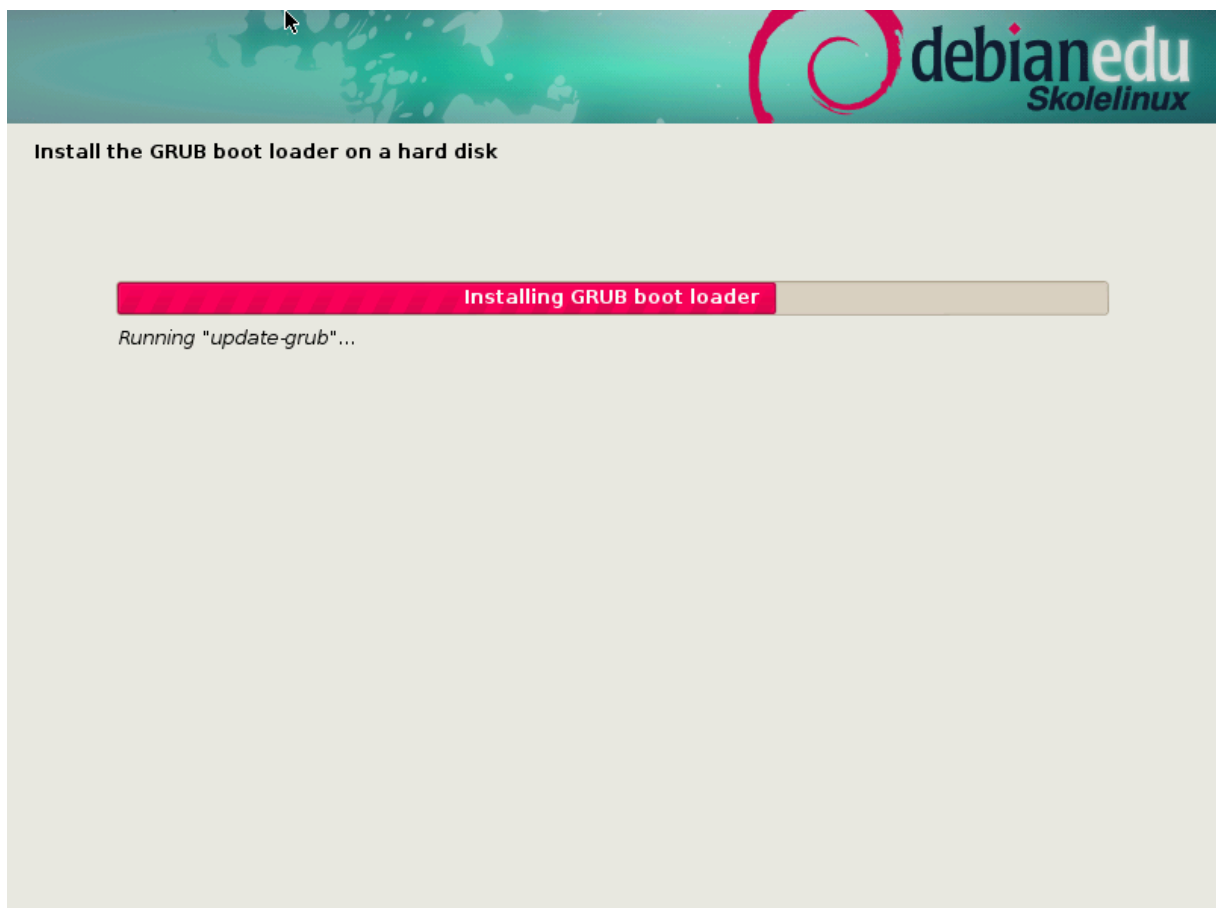 debianedu
Skolelinux
Install the GRUB boot loader on a hard disk
Installing GRUB boot loader
Running "update-grub"...